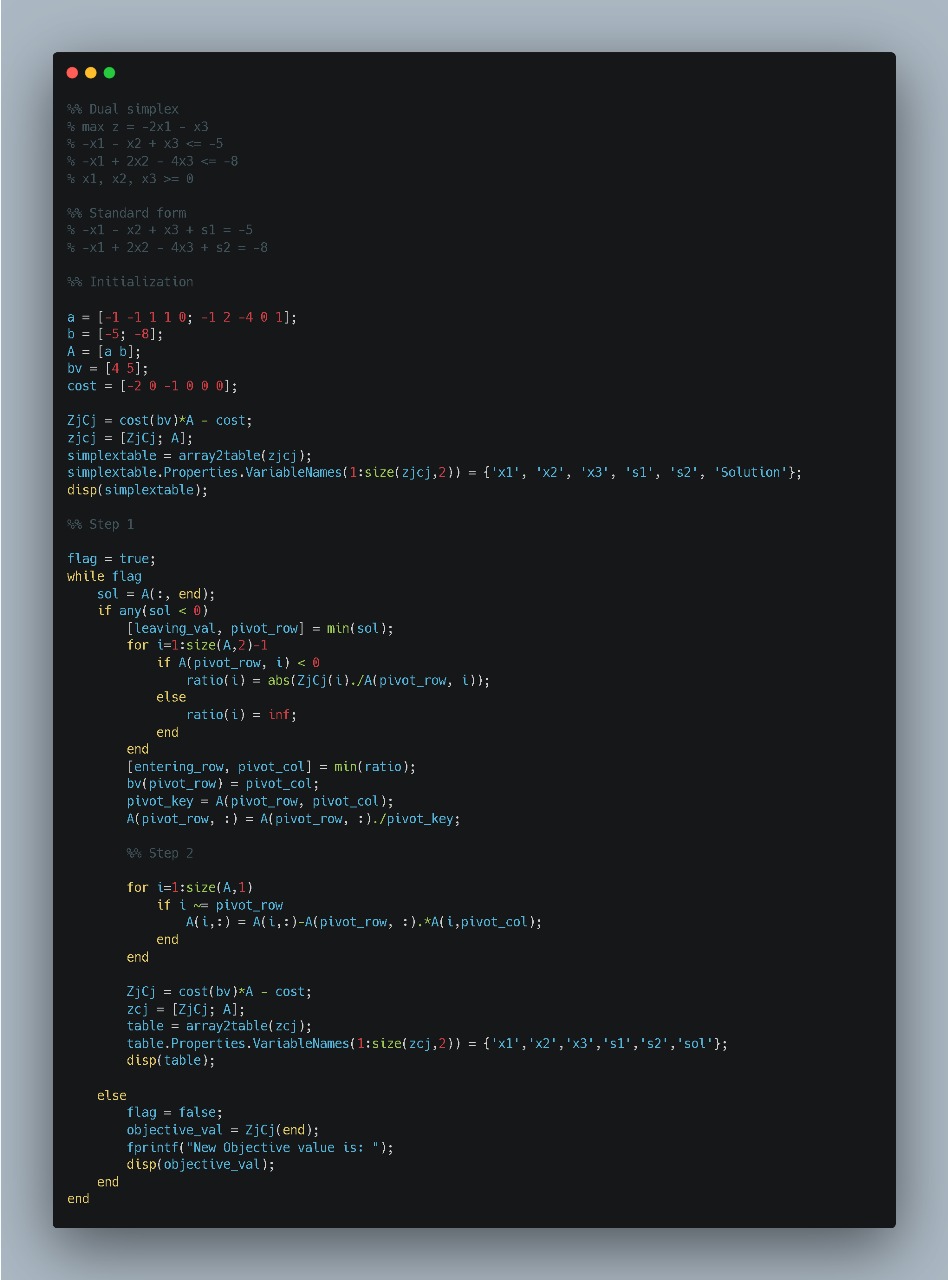 %% Dual simplex
% max z = -2x1 - x3
% -x1 - x2 + x3 <= -5
% -x1 + 2x2 - 4x3 <= -8
% x1, x2, x3 >= 0

%% Standard form
% -x1 - x2 + x3 + s1 = -5
% -x1 + 2x2 - 4x3 + s2 = -8

%% Initialization

a = [-1 -1 1 1 0; -1 2 -4 0 1];
b = [-5; -8];
A = [a b];
bv = [4 5];
cost = [-2 0 -1 0 0 0];

ZjCj = cost(bv)*A - cost;
zjcj = [ZjCj; A];
simplextable = array2table(zjcj);
simplextable.Properties.VariableNames(1:size(zjcj,2)) = {'x1', 'x2', 'x3', 's1', 's2', 'Solution'};
disp(simplextable);

%% Step 1

flag = true;
while flag
    sol = A(:, end);
    if any(sol < 0)
        [leaving_val, pivot_row] = min(sol);
        for i=1:size(A,2)-1
            if A(pivot_row, i) < 0
                ratio(i) = abs(ZjCj(i)./A(pivot_row, i));
            else
                ratio(i) = inf;
            end
        end
        [entering_row, pivot_col] = min(ratio);
        bv(pivot_row) = pivot_col;
        pivot_key = A(pivot_row, pivot_col);
        A(pivot_row, :) = A(pivot_row, :)./pivot_key;

        %% Step 2

        for i=1:size(A,1)
            if i ~= pivot_row
                A(i,:) = A(i,:)-A(pivot_row, :).*A(i,pivot_col);
            end
        end

        ZjCj = cost(bv)*A - cost;
        zcj = [ZjCj; A];
        table = array2table(zcj);
        table.Properties.VariableNames(1:size(zcj,2)) = {'x1','x2','x3','s1','s2','sol'};
        disp(table);

    else
        flag = false;
        objective_val = ZjCj(end);
        fprintf("New Objective value is: ");
        disp(objective_val);
    end
end